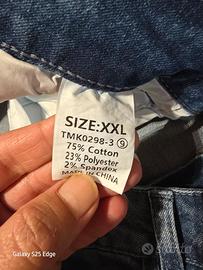 SIZE:XXL
TMK0298-3 ⑨
75% Cotton
23% Polyester
2% Spandex
MADE IN CHINA
Galaxy S25 Edge